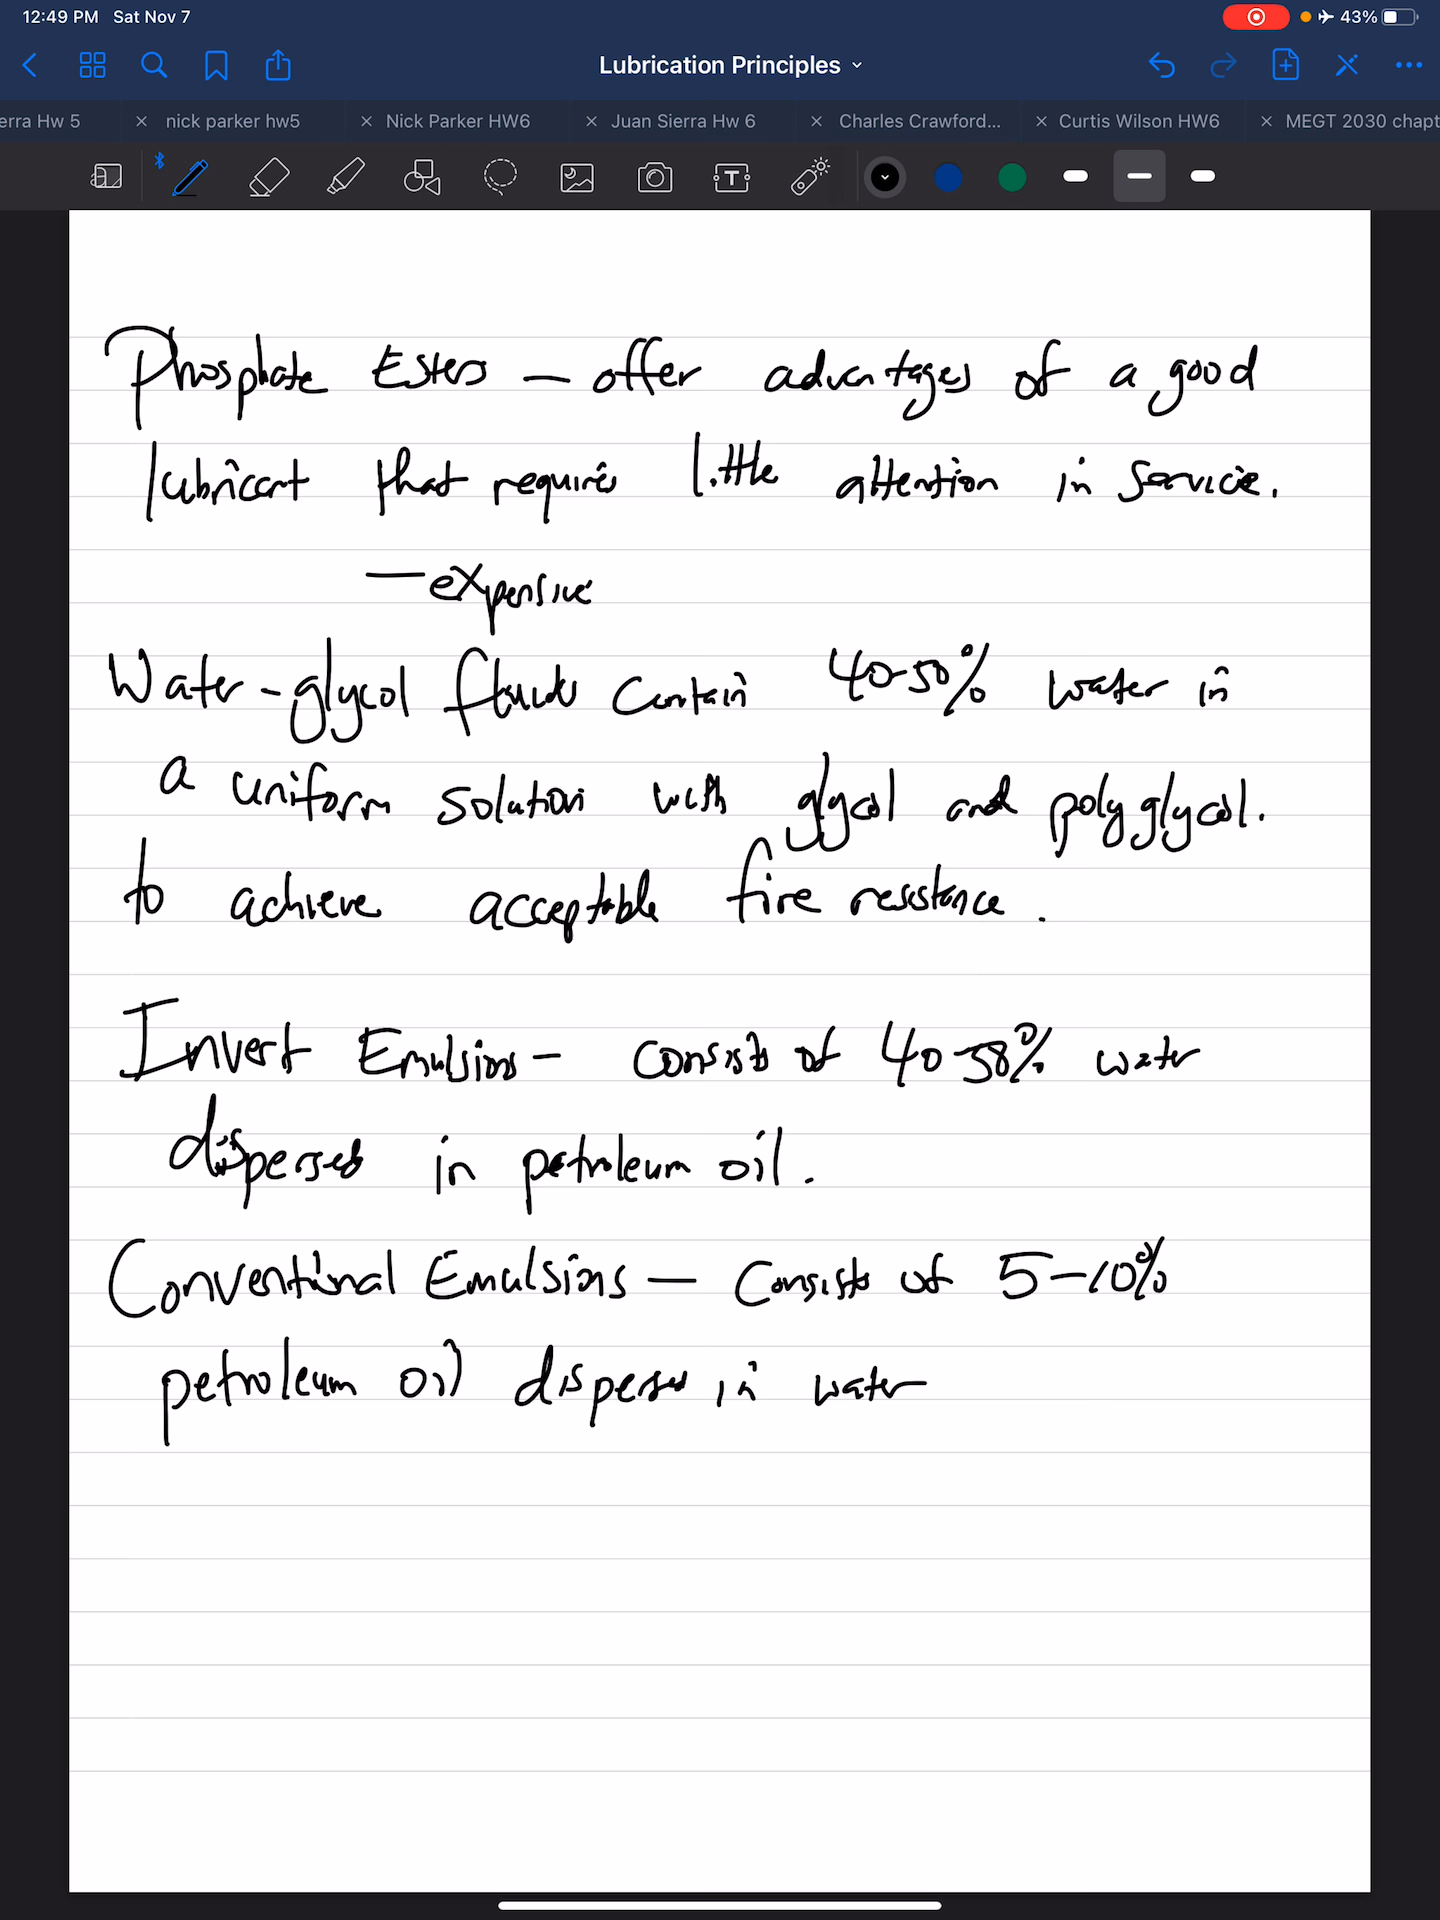 12:49 PM Sat Nov 7
43%
Lubrication Principles
erra Hw 5
nick parker hw5
Nick Parker HW6
Juan Sierra Hw 6
Charles Crawford...
Curtis Wilson HW6
MEGT 2030 chapt
Phosphate Esters — offer advantages of a good
lubricant that requires little attention in service.
— expensive
Water-glycol fluids contain 40-50% water in
a uniform solution with glycol and polyglycol.
to achieve acceptable fire resistance.
Invert Emulsions - consists of 40-% water
dispersed in petroleum oil.
Conventional Emulsions — Consists of 5-10%
petroleum oil dispersed in water